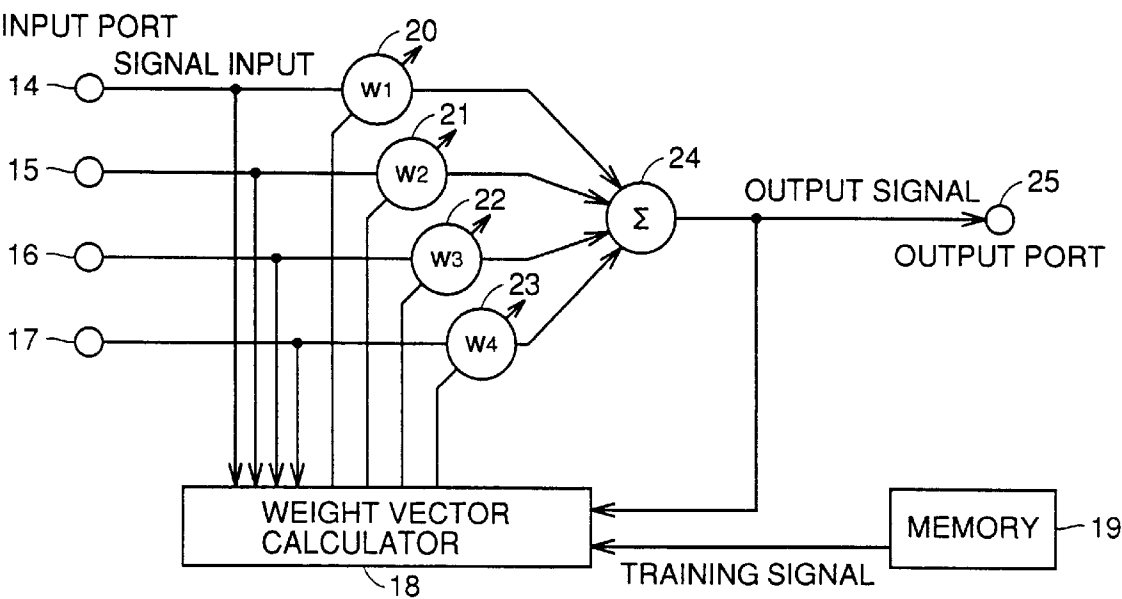 INPUT PORT
SIGNAL INPUT
20
14
W1
21
15
W2
24
22
OUTPUT SIGNAL
25
Σ
16
W3
OUTPUT PORT
23
17
W4
WEIGHT VECTOR
CALCULATOR
MEMORY
19
TRAINING SIGNAL
18